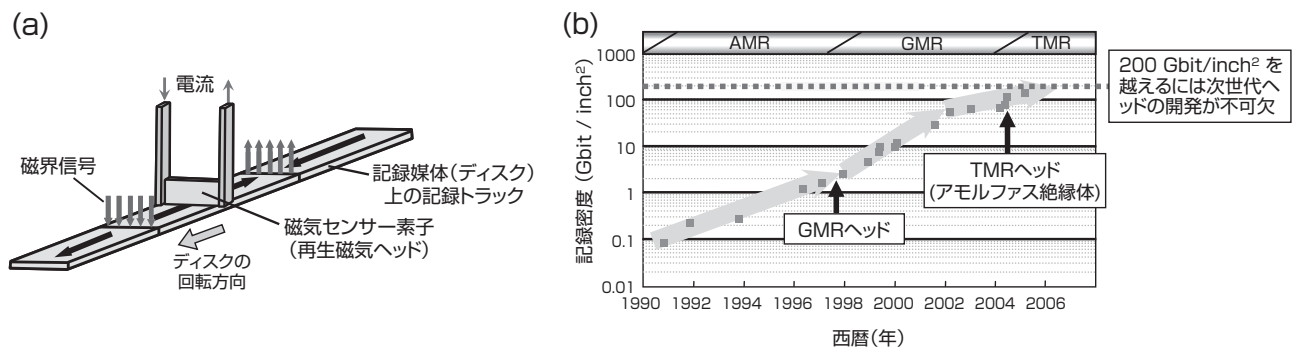 (a)
電流
磁界信号
記録媒体(ディスク)
上の記録トラック
磁気センサー素子
(再生磁気ヘッド)
ディスクの
回転方向
(b)
AMR
GMR
TMR
1000
100
10
1
0.1
0.01
記録密度 (Gbit / inch²)
1990
1992
1994
1996
1998
2000
2002
2004
2006
西暦(年)
GMRヘッド
TMRヘッド
(アモルファス絶縁体)
200 Gbit/inch² を
越えるには次世代ヘ
ッドの開発が不可欠